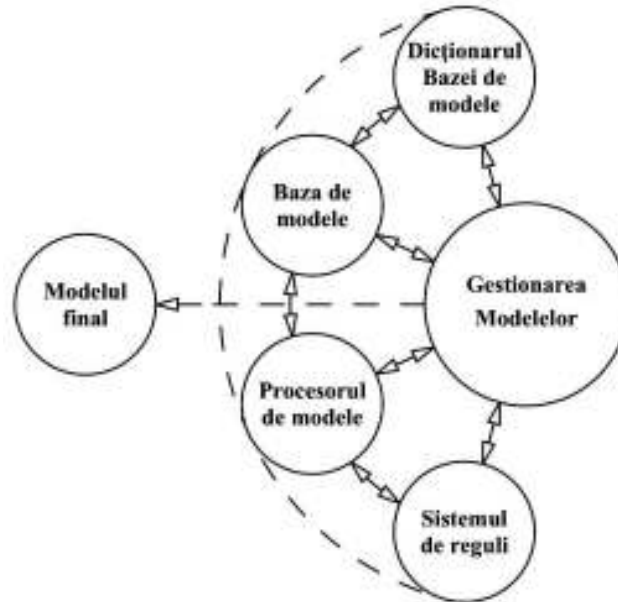 Dicționarul
Bazei de
modele
Baza de
modele
Gestionarea
Modelelor
Modelul
final
Procesorul
de modele
Sistemul
de reguli